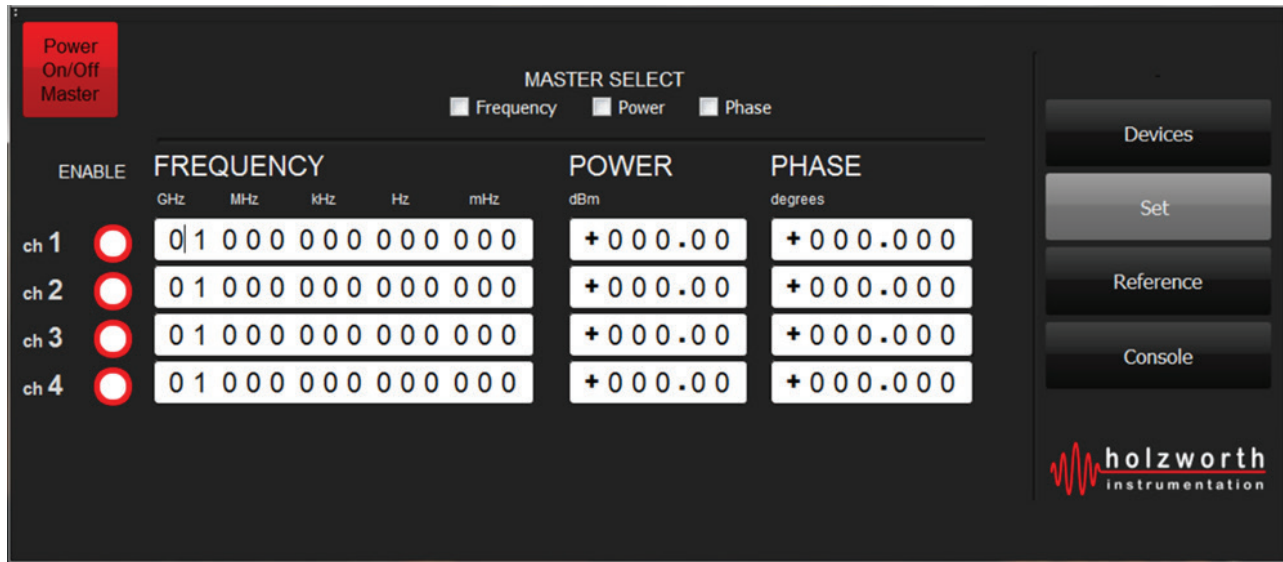 Power
On/Off
Master
MASTER SELECT
Frequency Power Phase
ENABLE FREQUENCY POWER PHASE
GHz MHz kHz Hz mHz dBm degrees
ch 1 01 000 000 000 000 +000.00 +000.000
ch 2 01 000 000 000 000 +000.00 +000.000
ch 3 01 000 000 000 000 +000.00 +000.000
ch 4 01 000 000 000 000 +000.00 +000.000
Devices
Set
Reference
Console
holzworth
instrumentation